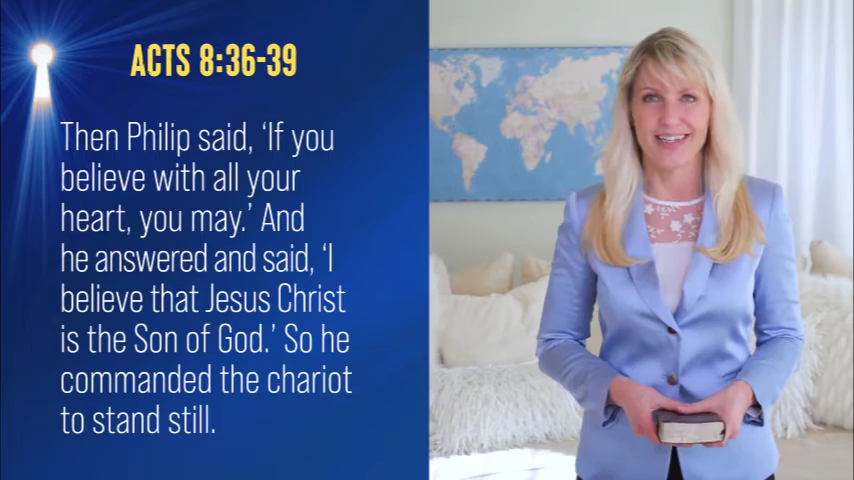 ACTS 8:36-39
Then Philip said, ‘If you
believe with all your
heart, you may.’ And
he answered and said, ‘I
believe that Jesus Christ
is the Son of God.’ So he
commanded the chariot
to stand still.